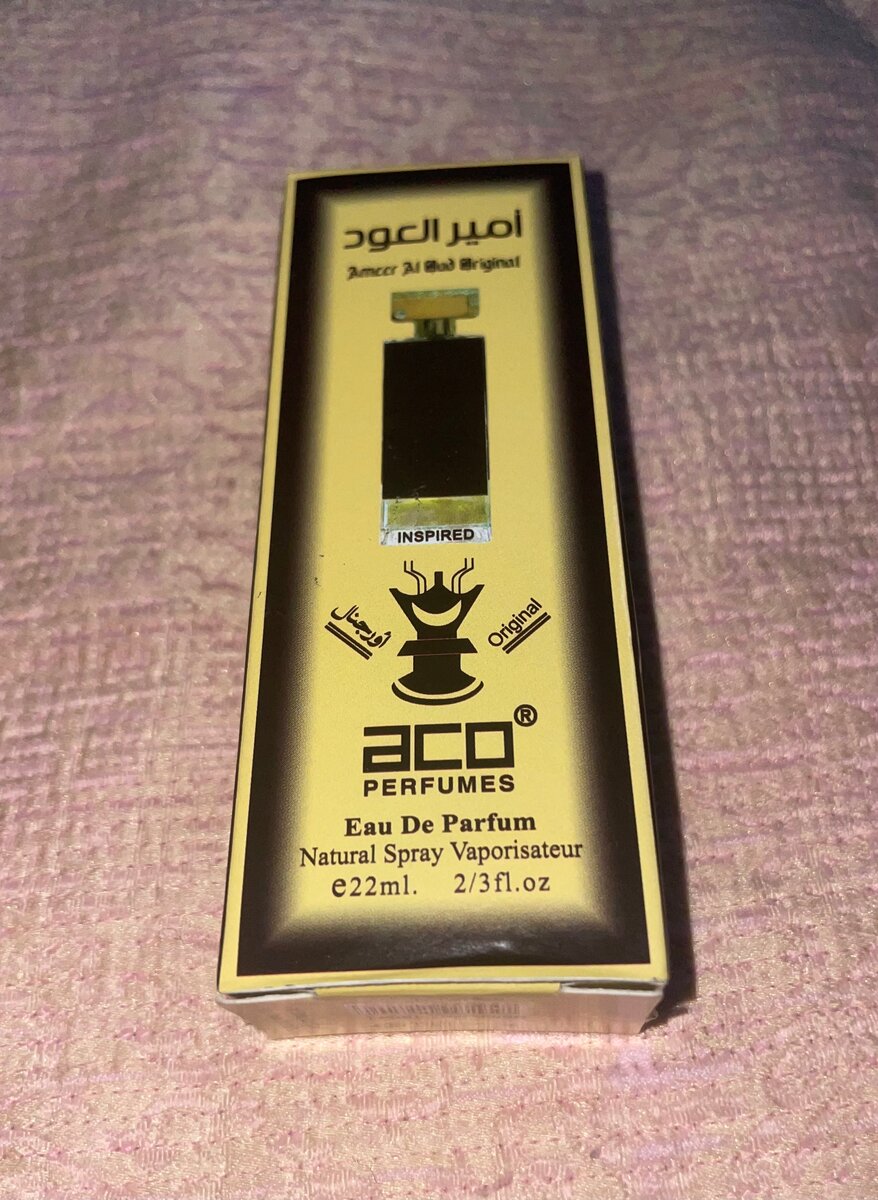 أمير العود
Ameer Al Oud Original
INSPIRED
أورجنال
Original
aco®
PERFUMES
Eau De Parfum
Natural Spray Vaporisateur
e22ml. 2/3fl.oz